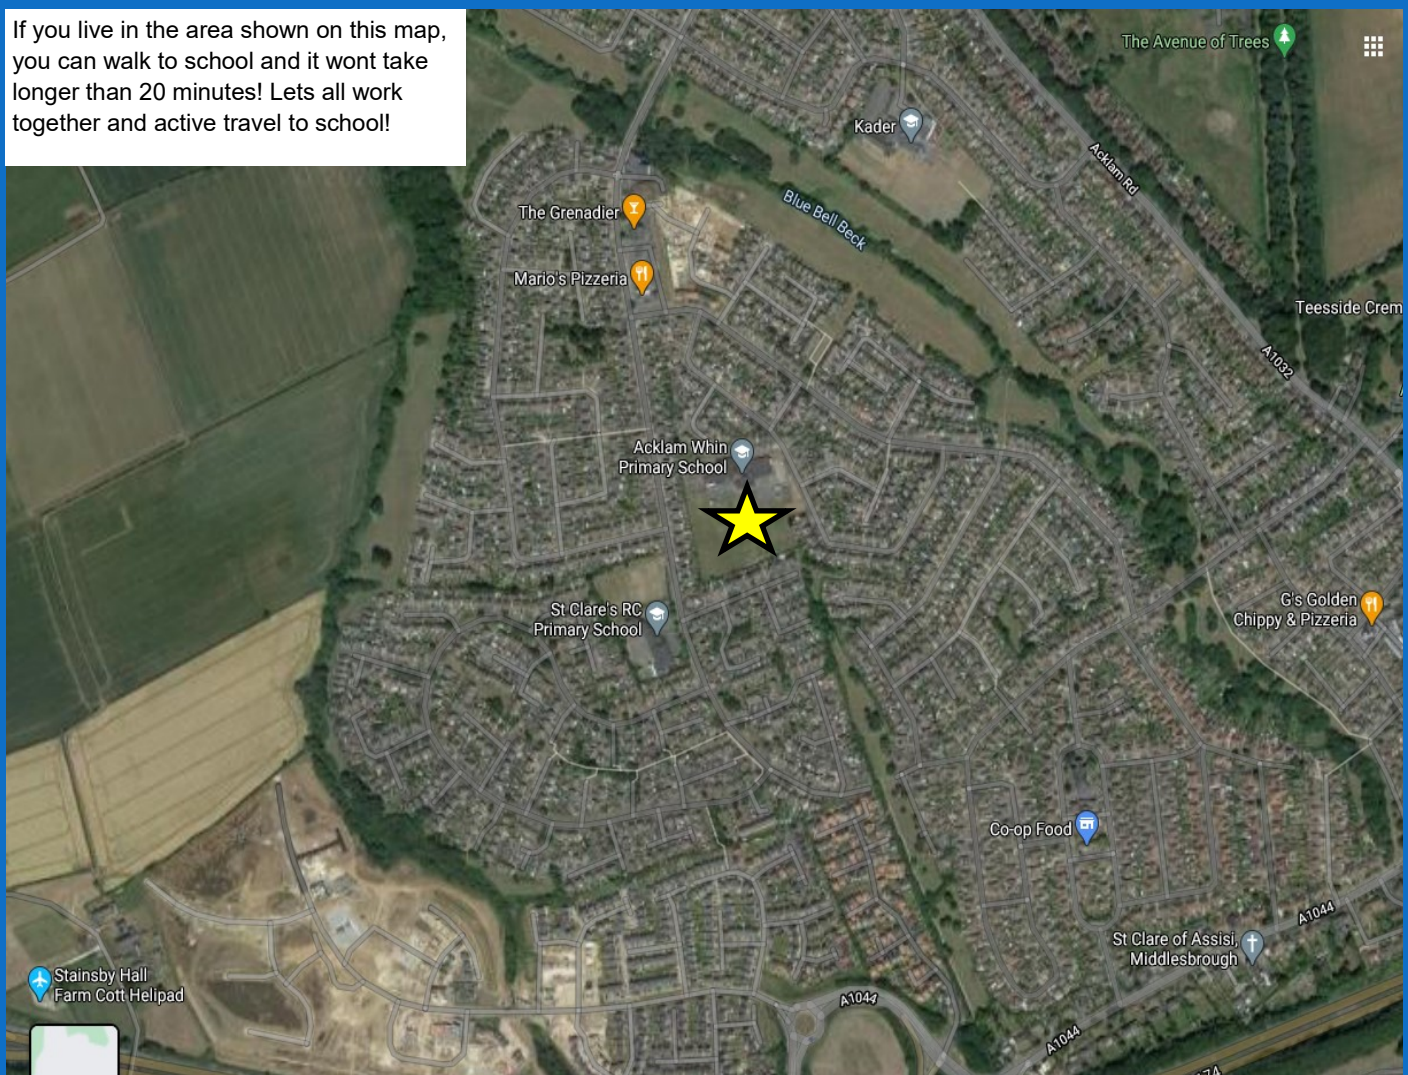 If you live in the area shown on this map,
you can walk to school and it wont take
longer than 20 minutes! Lets all work
together and active travel to school!
The Avenue of Trees
Kader
Acklam Rd
Blue Bell Beck
The Grenadier
Mario's Pizzeria
Teesside Crem
A1032
Acklam Whin
Primary School
St Clare's RC
Primary School
G's Golden
Chippy & Pizzeria
Co-op Food
A1044
St Clare of Assisi,
Middlesbrough
Stainsby Hall
Farm Cott Helipad
A1044
A1044